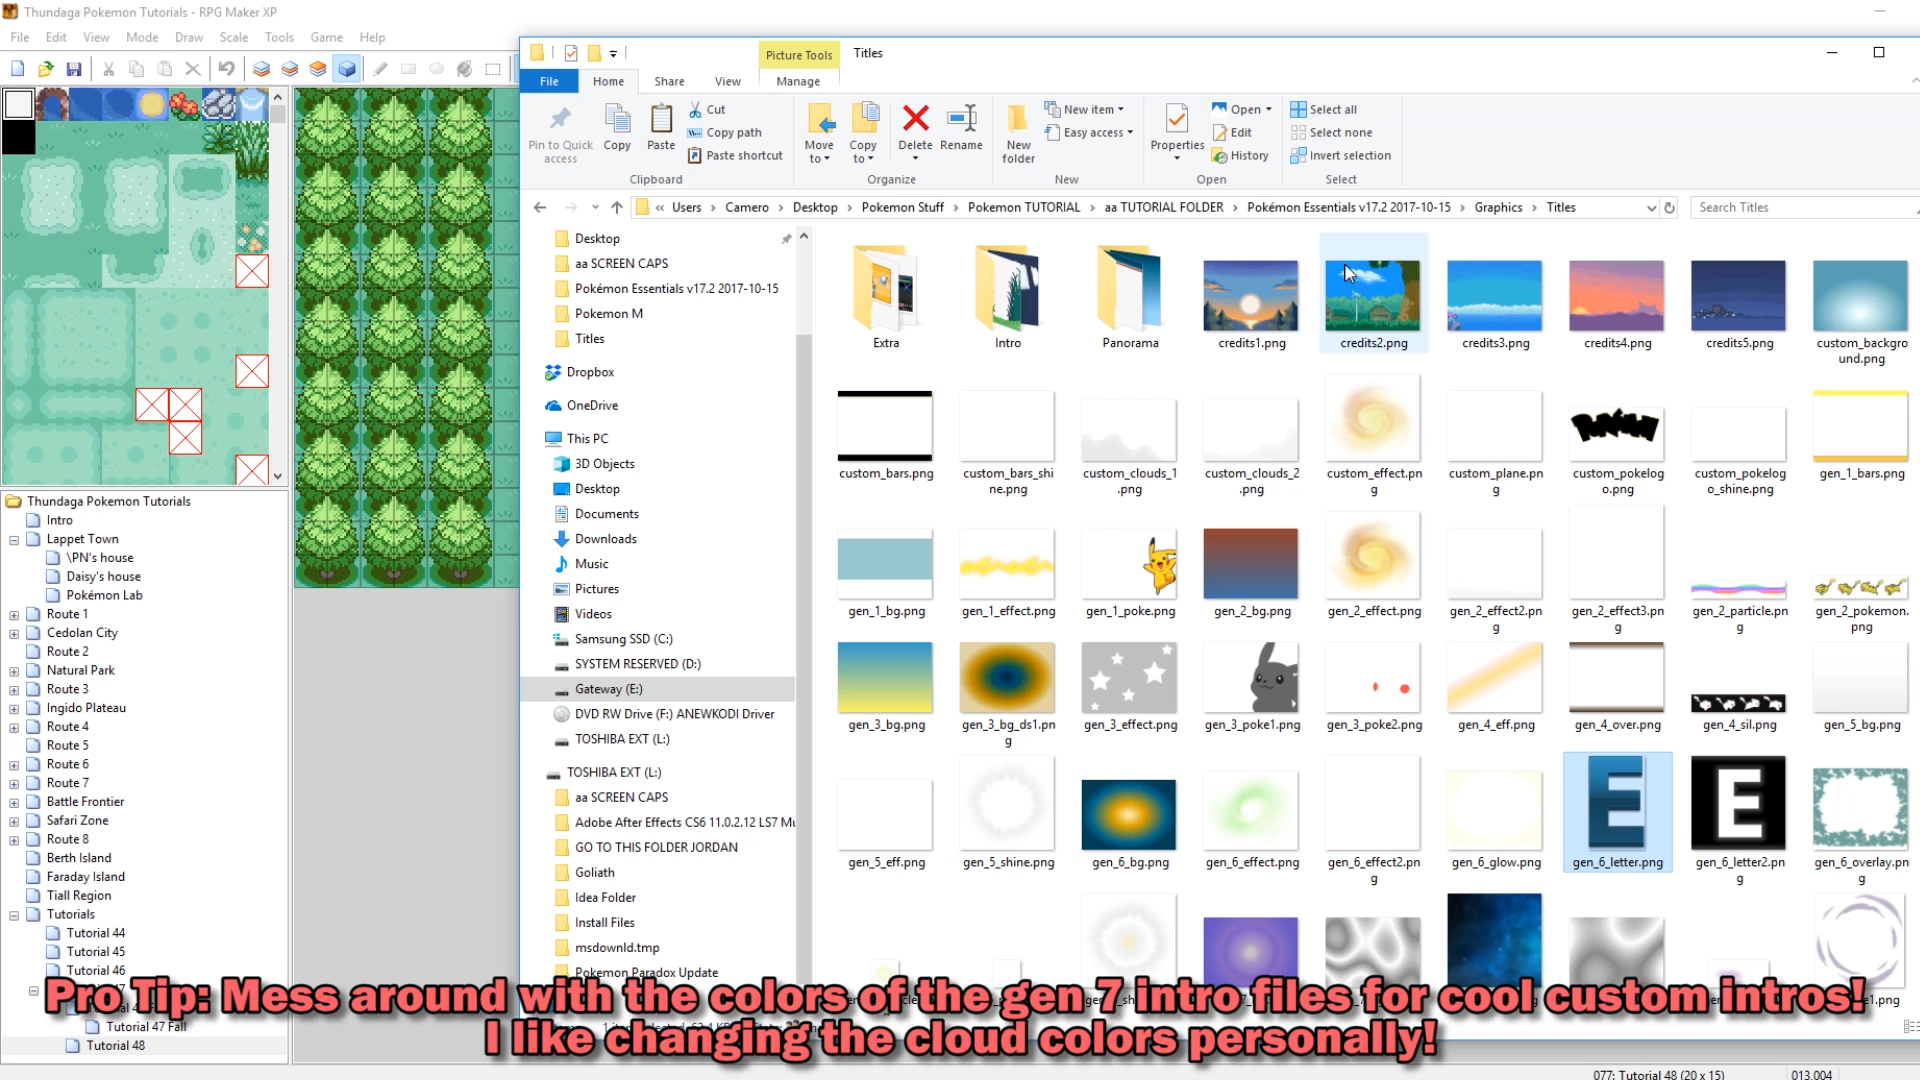 Thundaga Pokemon Tutorials - RPG Maker XP
File Edit View Mode Draw Scale Tools Game Help
Picture Tools
Titles
File Home Share View Manage
Pin to Quick access
Copy
Paste
Cut
Copy path
Paste shortcut
Clipboard
Move to
Copy to
Delete
Rename
Organize
New folder
New item
Easy access
New
Properties
Open
Edit
History
Open
Select all
Select none
Invert selection
Select
« Users › Camero › Desktop › Pokemon Stuff › Pokemon TUTORIAL › aa TUTORIAL FOLDER › Pokémon Essentials v17.2 2017-10-15 › Graphics › Titles
Search Titles
Desktop
aa SCREEN CAPS
Pokémon Essentials v17.2 2017-10-15
Pokemon M
Titles
Dropbox
OneDrive
This PC
3D Objects
Desktop
Documents
Downloads
Music
Pictures
Videos
Samsung SSD (C:)
SYSTEM RESERVED (D:)
Gateway (E:)
DVD RW Drive (F:) ANEWKODI Driver
TOSHIBA EXT (L:)
TOSHIBA EXT (L:)
aa SCREEN CAPS
Adobe After Effects CS6 11.0.2.12 LS7 Mu
GO TO THIS FOLDER JORDAN
Goliath
Idea Folder
Install Files
msdownld.tmp
Pokemon Paradox Update
Extra
Intro
Panorama
credits1.png
credits2.png
credits3.png
credits4.png
credits5.png
custom_background.png
custom_bars.png
custom_bars_shine.png
custom_clouds_1.png
custom_clouds_2.png
custom_effect.png
custom_plane.png
custom_pokelogo.png
custom_pokelogo_shine.png
gen_1_bars.png
gen_1_bg.png
gen_1_effect.png
gen_1_poke.png
gen_2_bg.png
gen_2_effect.png
gen_2_effect2.png
gen_2_effect3.png
gen_2_particle.png
gen_2_pokemon.png
gen_3_bg.png
gen_3_bg_ds1.png
gen_3_effect.png
gen_3_poke1.png
gen_3_poke2.png
gen_4_eff.png
gen_4_over.png
gen_4_sil.png
gen_5_bg.png
E
E
gen_5_eff.png
gen_5_shine.png
gen_6_bg.png
gen_6_effect.png
gen_6_effect2.png
gen_6_glow.png
gen_6_letter.png
gen_6_letter2.png
gen_6_overlay.png
Thundaga Pokemon Tutorials
Intro
Lappet Town
\PN's house
Daisy's house
Pokémon Lab
Route 1
Cedolan City
Route 2
Natural Park
Route 3
Ingido Plateau
Route 4
Route 5
Route 6
Route 7
Battle Frontier
Safari Zone
Route 8
Berth Island
Faraday Island
Tiall Region
Tutorials
Tutorial 44
Tutorial 45
Tutorial 46
Tutorial 47 Fall
Tutorial 48
Pro Tip: Mess around with the colors of the gen 7 intro files for cool custom intros!
I like changing the cloud colors personally!
077: Tutorial 48 (20 x 15)
013.004